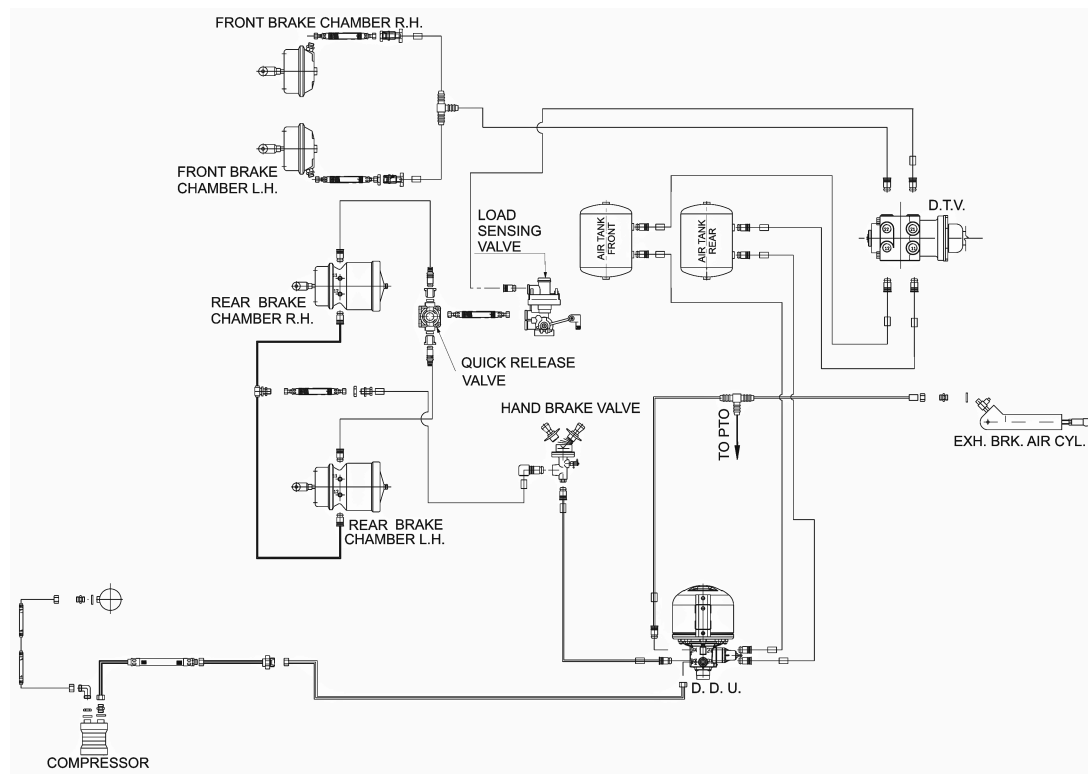 FRONT BRAKE CHAMBER R.H.
FRONT BRAKE
CHAMBER L.H.
LOAD
SENSING
VALVE
AIR TANK
FRONT
AIR TANK
REAR
D.T.V.
REAR BRAKE
CHAMBER R.H.
QUICK RELEASE
VALVE
HAND BRAKE VALVE
TO PTO
EXH. BRK. AIR CYL.
REAR BRAKE
CHAMBER L.H.
D. D. U.
COMPRESSOR